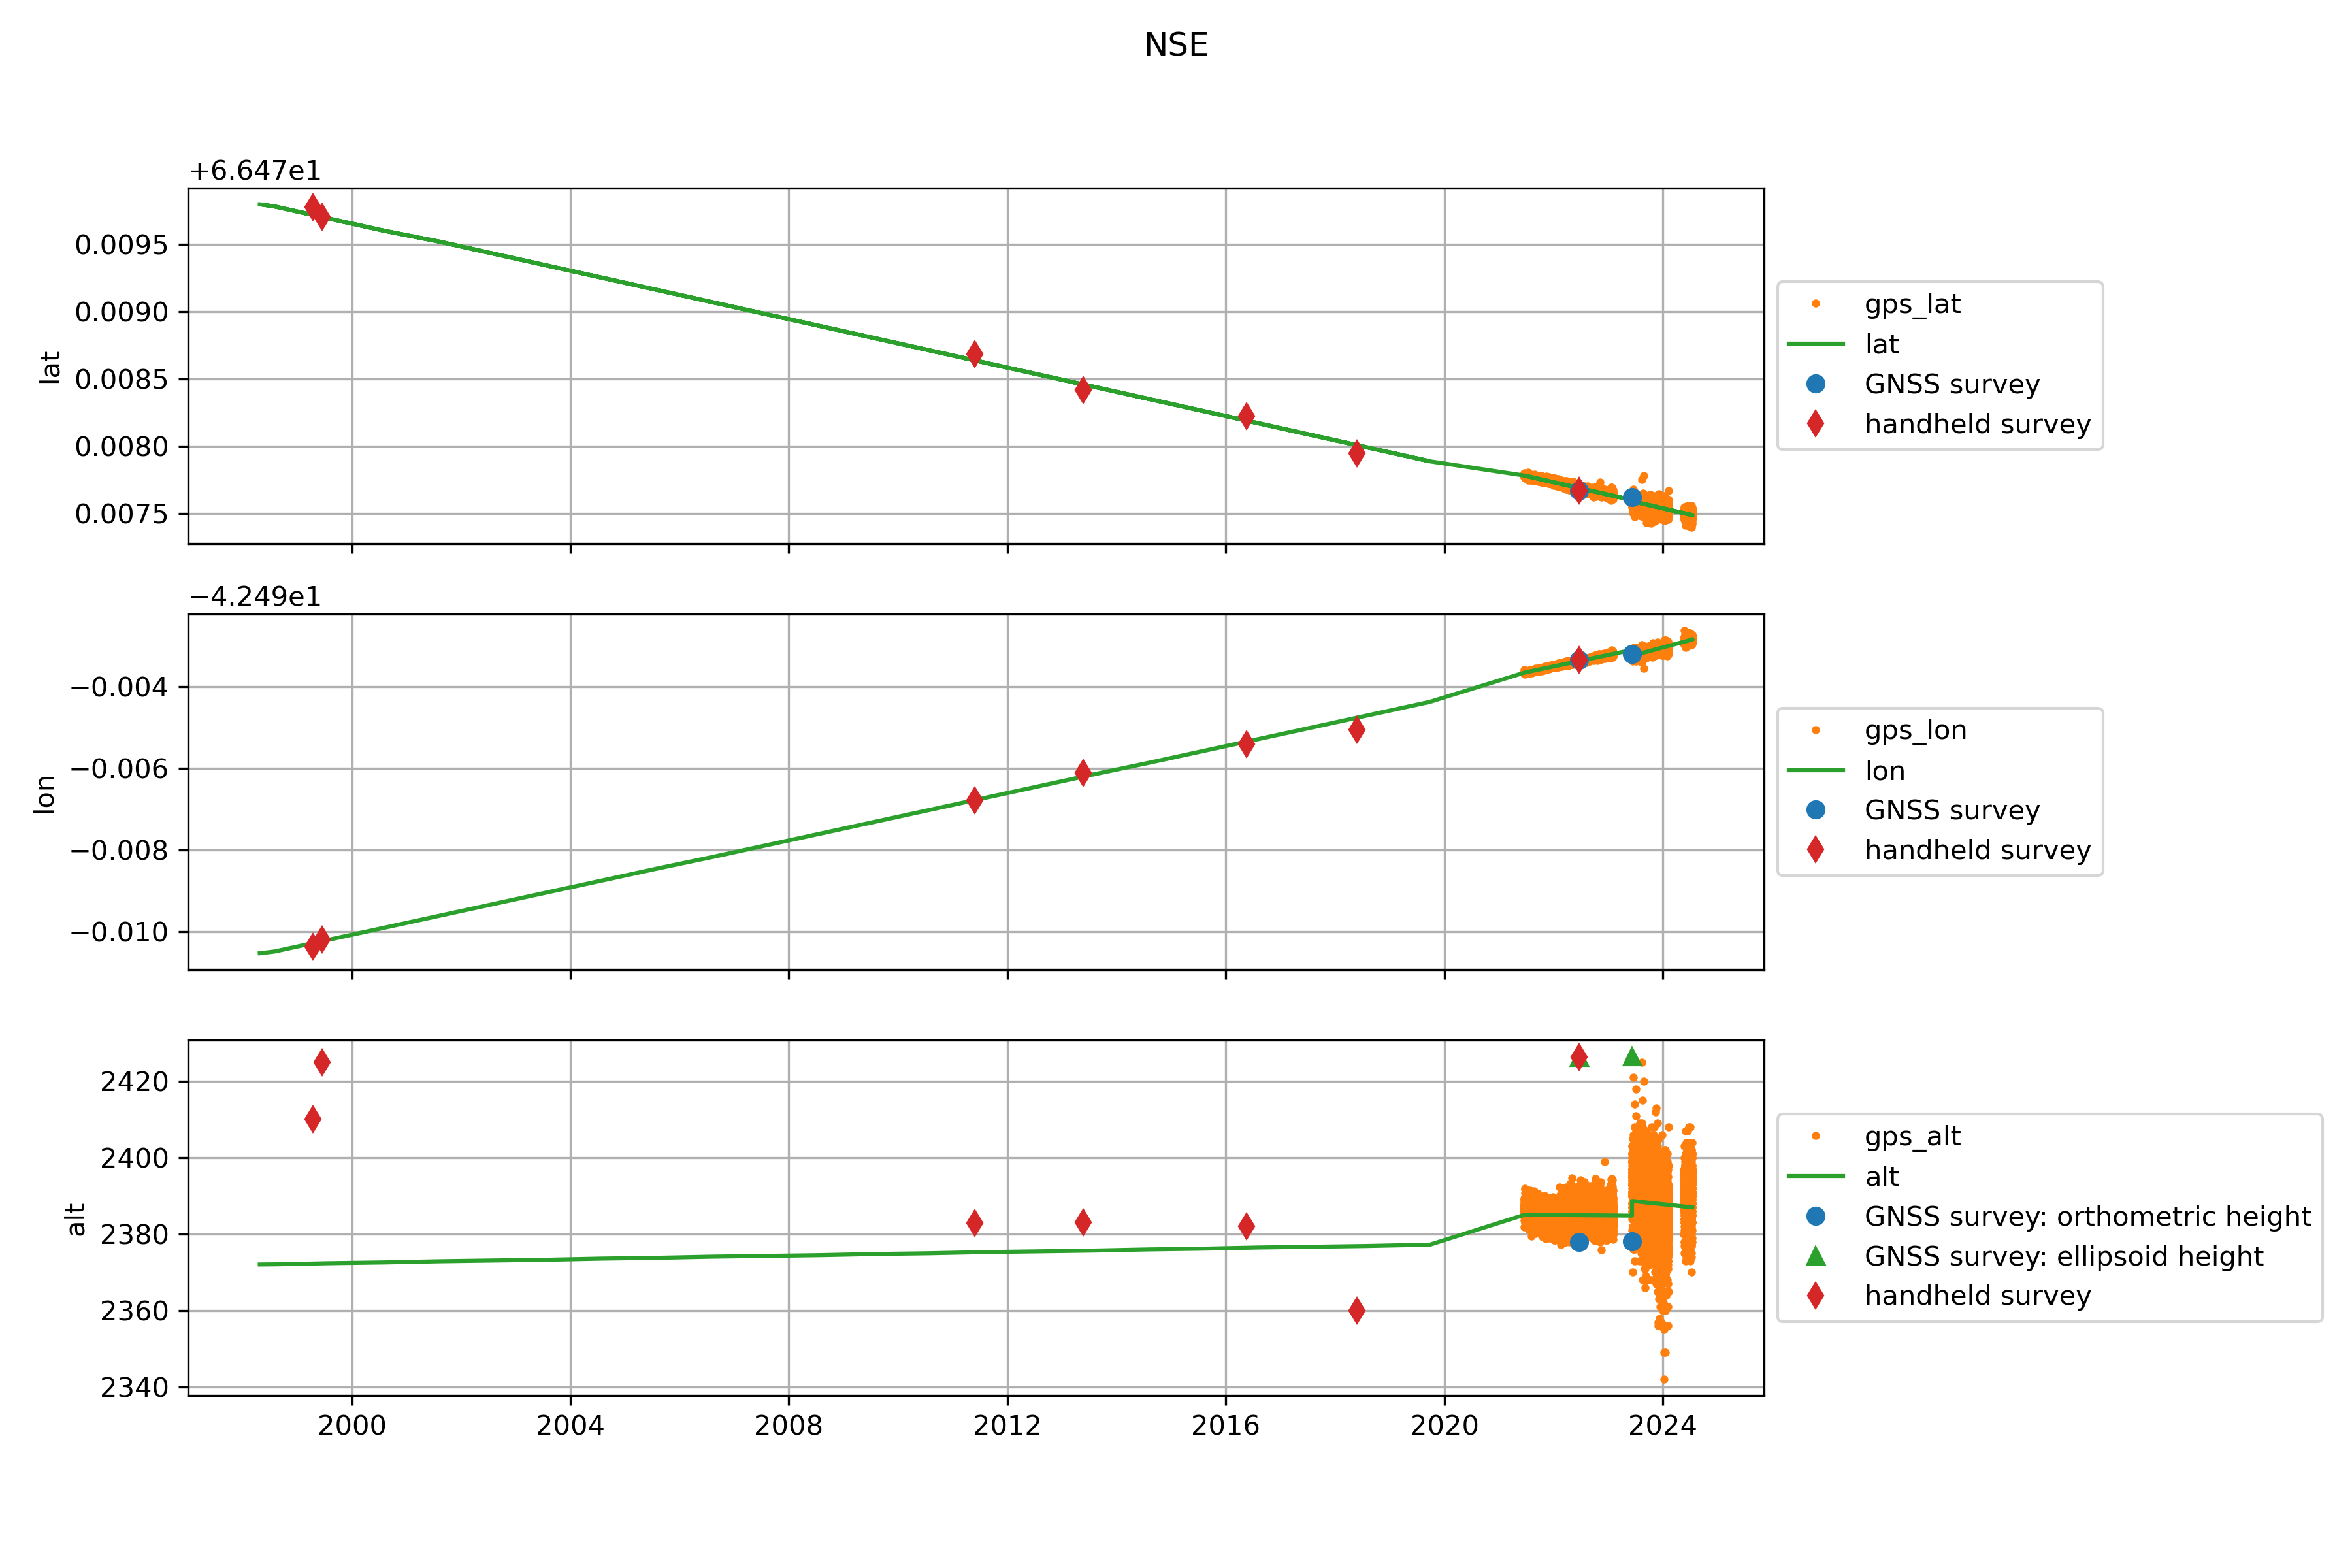 NSE
+6.647e1
0.0095
0.0090
0.0085
0.0080
0.0075
lat
gps_lat
lat
GNSS survey
handheld survey
−4.249e1
−0.004
−0.006
−0.008
−0.010
lon
gps_lon
lon
GNSS survey
handheld survey
2420
2400
2380
2360
2340
alt
2000 2004 2008 2012 2016 2020 2024
gps_alt
alt
GNSS survey: orthometric height
GNSS survey: ellipsoid height
handheld survey